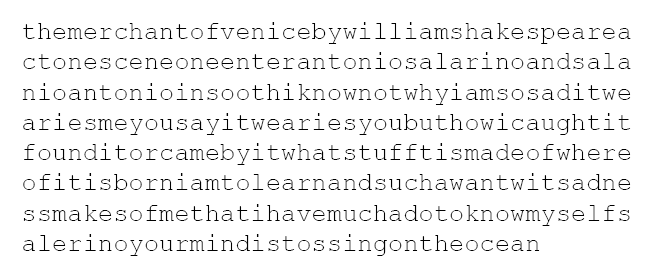 themerchantofvenicebywilliamshakespearea
ctonesceneoneenterantoniosalarinoandsala
nioantonioinsoothiknownotwhyiamsosaditwe
ariesmeyousayitweariesyoubuthowicaughtit
founditorcamebyitwhatstufftismadeofwhere
ofitisborniamtolearnandsuchawantwitsadne
ssmakesofmethatihavemuchadotoknowmyselfs
alerinoyourmindistossingontheocean